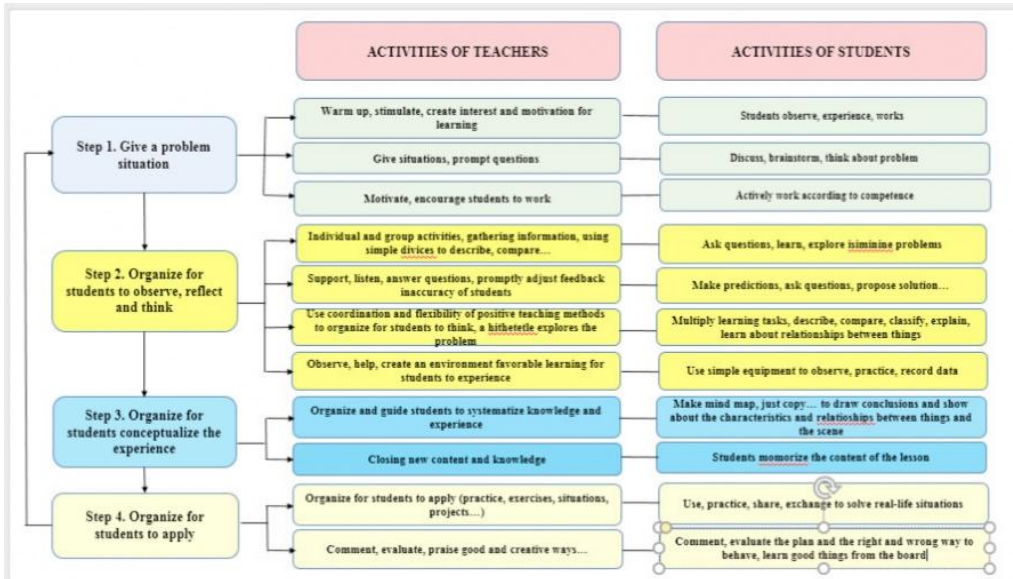 ACTIVITIES OF TEACHERS
ACTIVITIES OF STUDENTS
Step 1. Give a problem
situation
Warm up, stimulate, create interest and motivation for
learning
Students observe, experience, works
Give situations, prompt questions
Discuss, brainstorm, think about problem
Motivate, encourage students to work
Actively work according to competence
Step 2. Organize for
students to observe, reflect
and think
Individual and group activities, gathering information, using
simple divices to describe, compare...
Ask questions, learn, explore isiminine problems
Support, listen, answer questions, promptly adjust feedback
inaccuracy of students
Make predictions, ask questions, propose solution...
Use coordination and flexibility of positive teaching methods
to organize for students to think, a hithetetle explores the
problem
Multiply learning tasks, describe, compare, classify, explain,
learn about relationships between things
Observe, help, create an environment favorable learning for
students to experience
Use simple equipment to observe, practice, record data
Step 3. Organize for
students conceptualize the
experience
Organize and guide students to systematize knowledge and
experience
Make mind map, just copy.... to draw conclusions and show
about the characteristics and relatioships between things and
the scene
Closing new content and knowledge
Students momorize the content of the lesson
Step 4. Organize for
students to apply
Organize for students to apply (practice, exercises, situations,
projects...)
Use, practice, share, exchange to solve real-life situations
Comment, evaluate, praise good and creative ways...
Comment, evaluate the plan and the right and wrong way to
behave, learn good things from the board